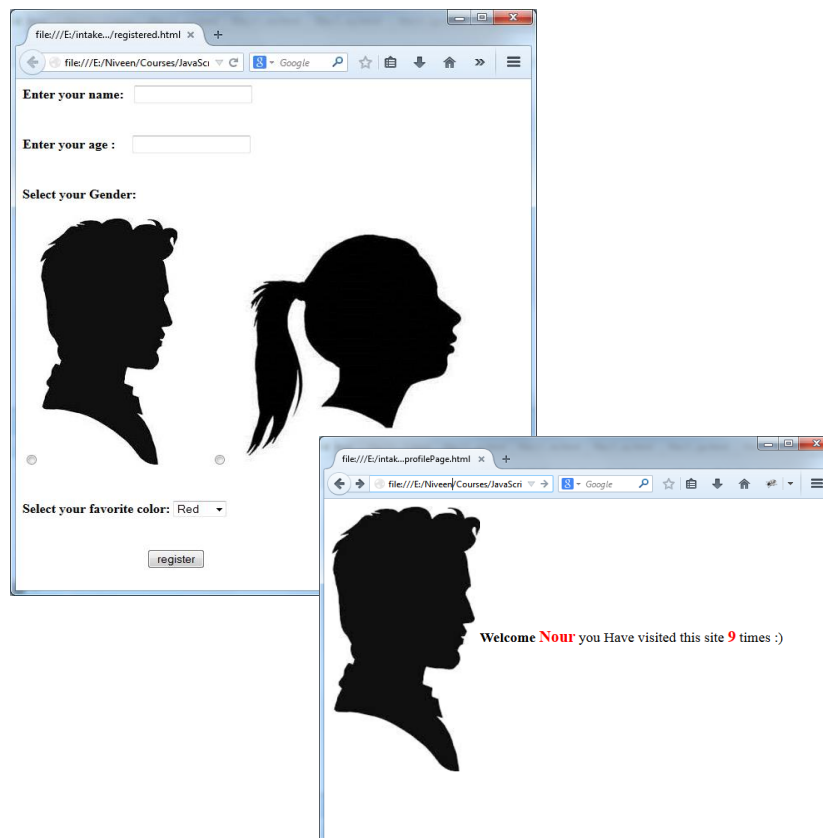 file:///E:/intake.../registered.html
file:///E:/Niveen/Courses/JavaScri
Google
Enter your name:
Enter your age :
Select your Gender:
Select your favorite color: Red
register
file:///E:/intak...profilePage.html
file:///E:/Niveen/Courses/JavaScri
Google
Welcome Nour you Have visited this site 9 times :)